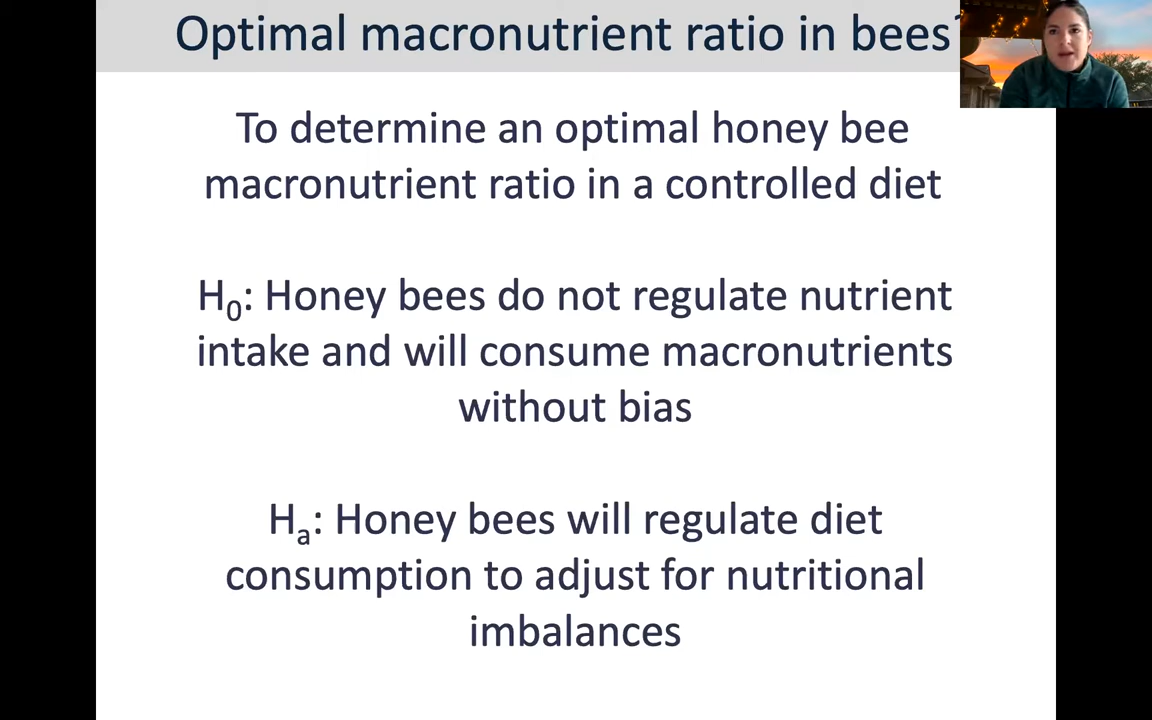 Optimal macronutrient ratio in bees?
To determine an optimal honey bee
macronutrient ratio in a controlled diet
H₀: Honey bees do not regulate nutrient
intake and will consume macronutrients
without bias
Hₐ: Honey bees will regulate diet
consumption to adjust for nutritional
imbalances